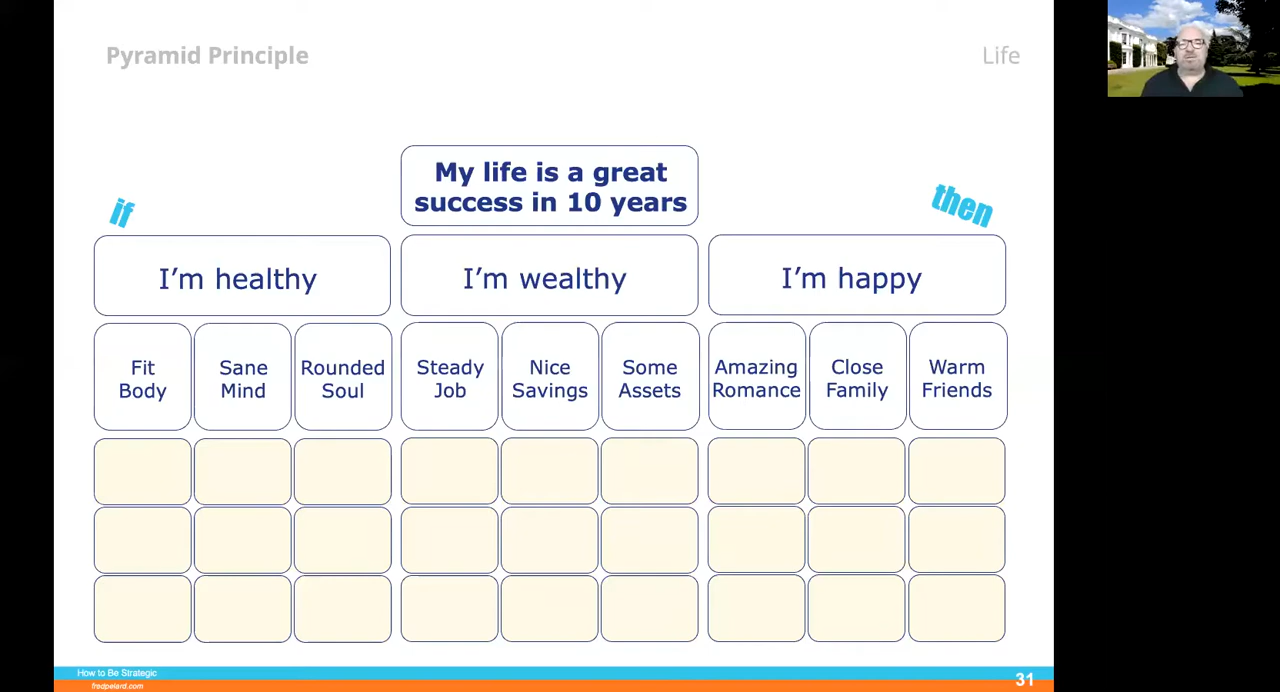 Pyramid Principle
Life
My life is a great
success in 10 years
if
then
I’m healthy
I’m wealthy
I’m happy
Fit
Body
Sane
Mind
Rounded
Soul
Steady
Job
Nice
Savings
Some
Assets
Amazing
Romance
Close
Family
Warm
Friends
How to Be Strategic
fredpelard.com
31